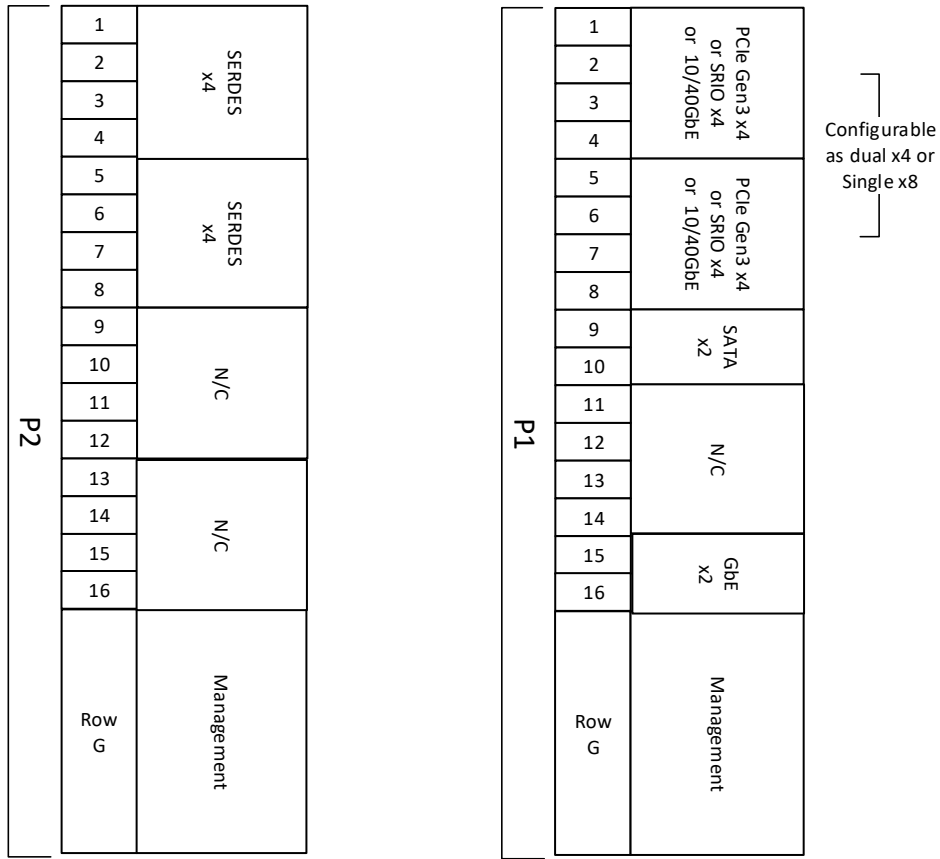 P2
1
2
3
4
SERDES
x4
5
6
7
8
SERDES
x4
9
10
11
12
N/C
13
14
15
16
N/C
Row
G
Management
P1
1
2
3
4
PCIe Gen3 x4
or SRIO x4
or 10/40GbE
5
6
7
8
PCIe Gen3 x4
or SRIO x4
or 10/40GbE
9
10
SATA
x2
11
12
13
14
N/C
15
16
GbE
x2
Row
G
Management
Configurable
as dual x4 or
Single x8